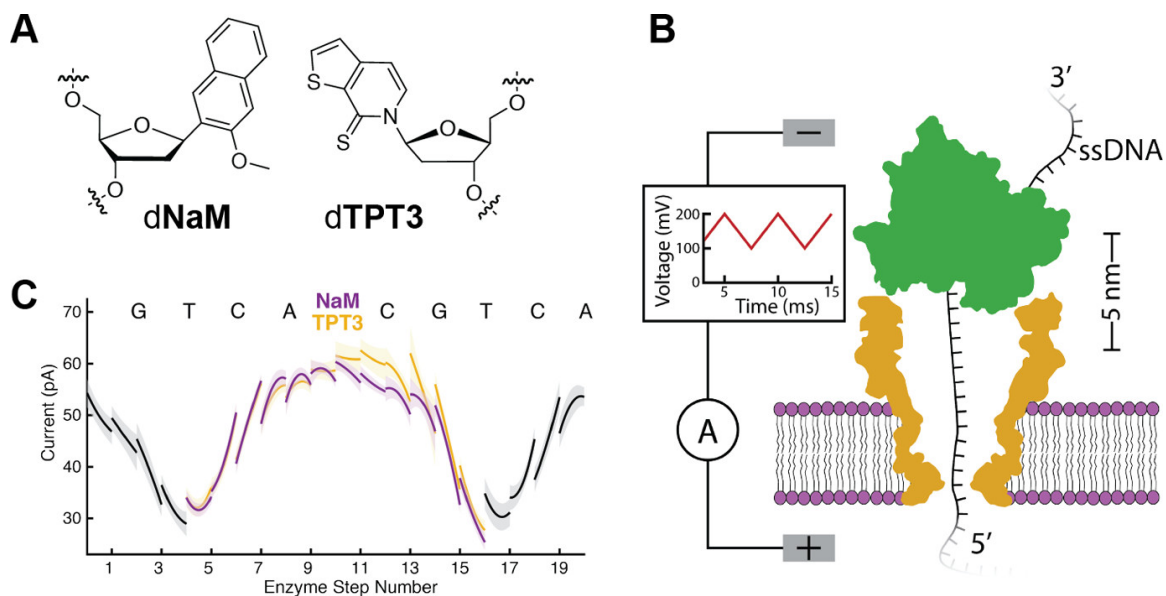 A
S
N
O
O
O
O
S
O
O
O
dNaM
dTPT3
B
3’
ssDNA
−
Voltage (mV)
200
100
0
5
10
15
Time (ms)
5 nm
A
+
5’
C
NaM
TPT3
G T C A C G T C A
Current (pA)
70
60
50
40
30
1 3 5 7 9 11 13 15 17 19
Enzyme Step Number